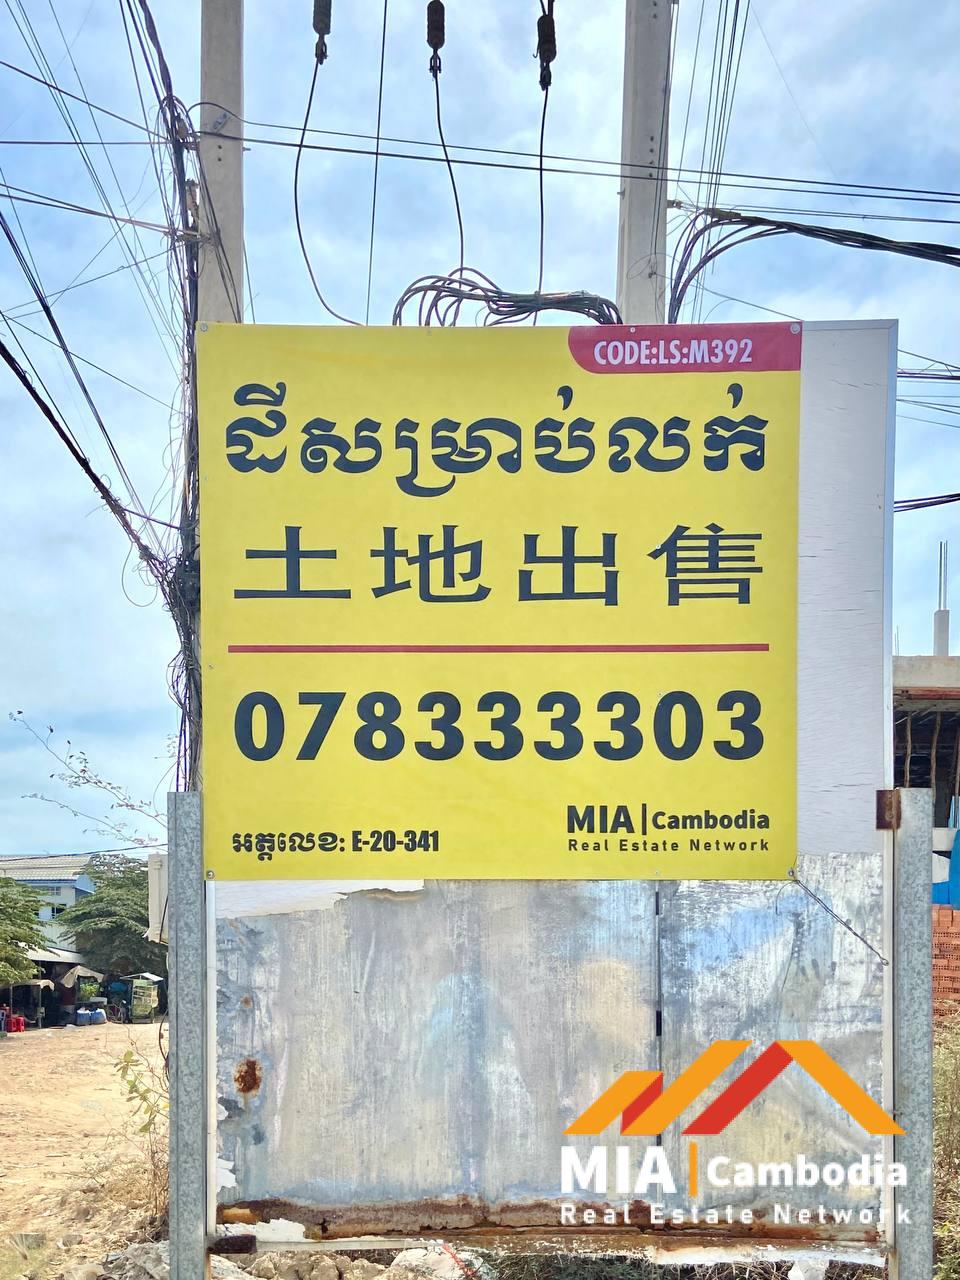 CODE:LS:M392
ដីសម្រាប់លក់
土地出售
078333303
អត្តលេខ: E-20-341
MIA | Cambodia
Real Estate Network
MIA | Cambodia
Real Estate Network